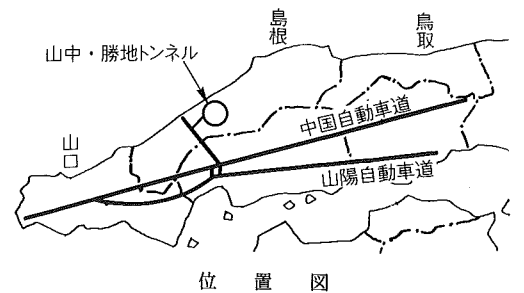 島根
鳥取
山中・勝地トンネル
中国自動車道
山口
山陽自動車道
位置図